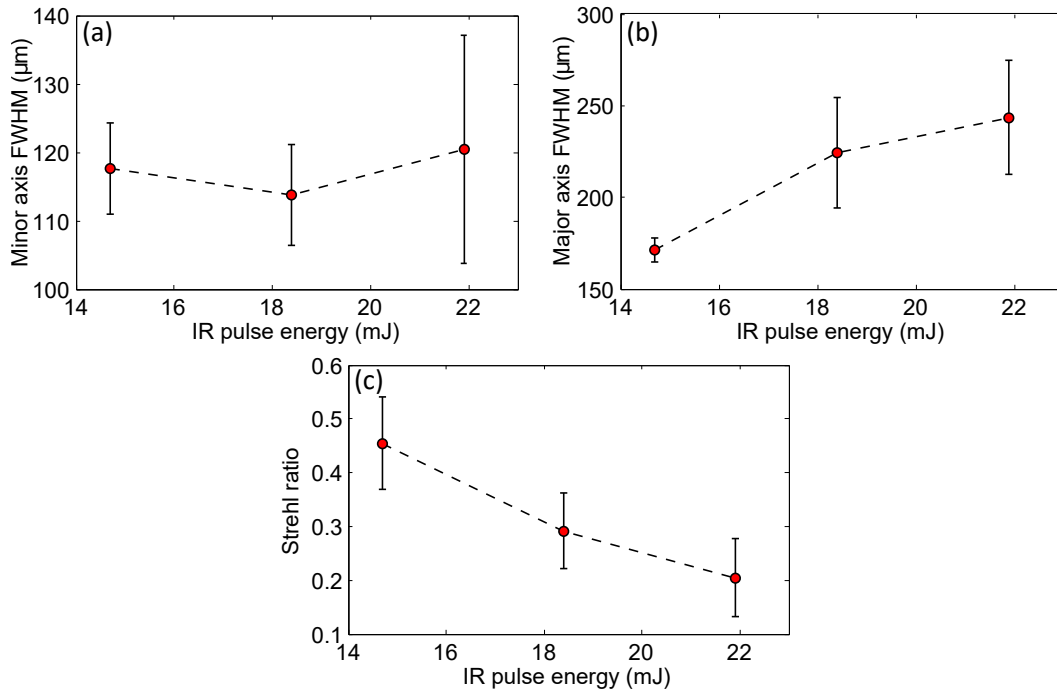 (a)
Minor axis FWHM (µm)
140
130
120
110
100
14 16 18 20 22
IR pulse energy (mJ)
(b)
Major axis FWHM (µm)
300
250
200
150
14 16 18 20 22
IR pulse energy (mJ)
(c)
Strehl ratio
0.6
0.5
0.4
0.3
0.2
0.1
14 16 18 20 22
IR pulse energy (mJ)